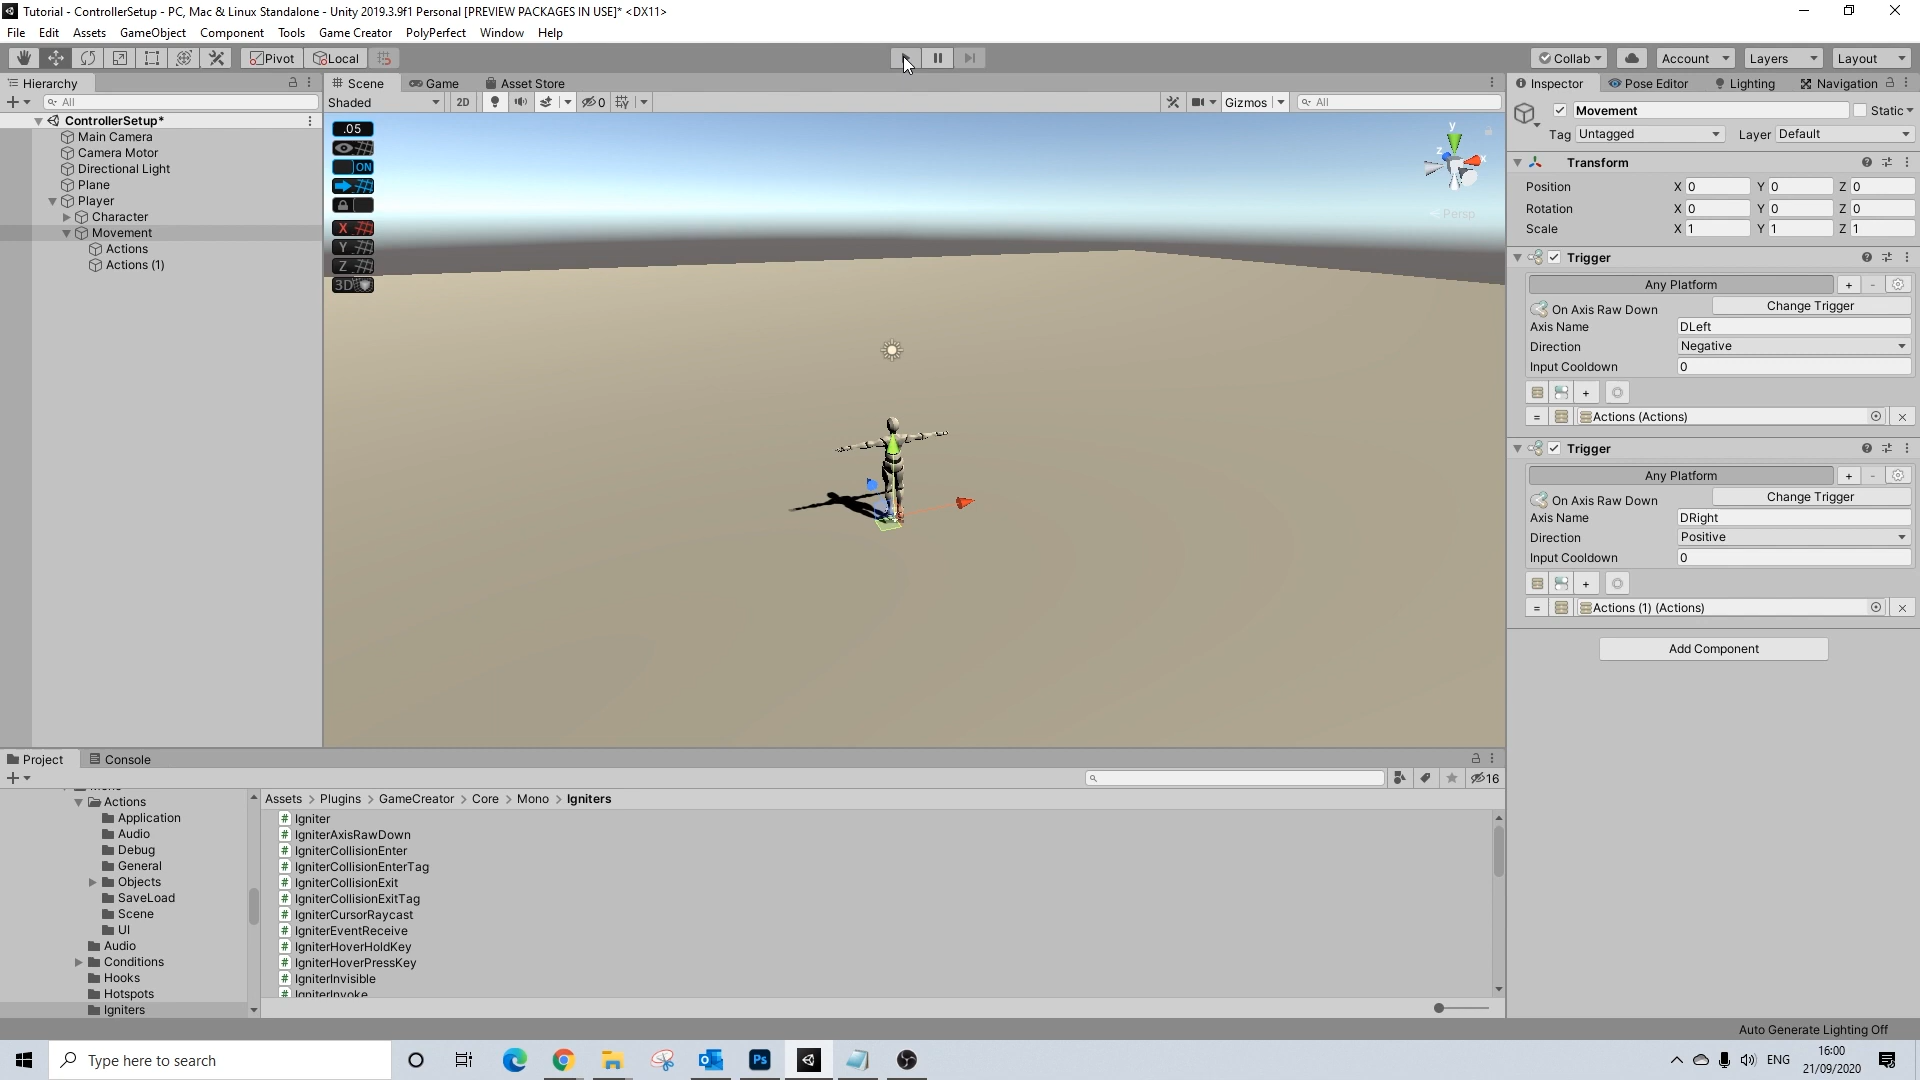 Tutorial - ControllerSetup - PC, Mac & Linux Standalone - Unity 2019.3.9f1 Personal [PREVIEW PACKAGES IN USE]* <DX11>
File Edit Assets GameObject Component Tools Game Creator PolyPerfect Window Help
Pivot Local Collab Account Layers Layout
Hierarchy
All
ControllerSetup*
Main Camera
Camera Motor
Directional Light
Plane
Player
Character
Movement
Actions
Actions (1)
Scene Game Asset Store
Shaded 2D 0 Gizmos All
.05
ON
X
Y
Z
3D
y
z x
Persp
Inspector Pose Editor Lighting Navigation
Movement Static
Tag Untagged Layer Default
Transform
Position X 0 Y 0 Z 0
Rotation X 0 Y 0 Z 0
Scale X 1 Y 1 Z 1
Trigger
Any Platform + -
On Axis Raw Down Change Trigger
Axis Name DLeft
Direction Negative
Input Cooldown 0
+
= Actions (Actions)
Trigger
Any Platform + -
On Axis Raw Down Change Trigger
Axis Name DRight
Direction Positive
Input Cooldown 0
+
= Actions (1) (Actions)
Add Component
Project Console
16
Actions
Application
Audio
Debug
General
Objects
SaveLoad
Scene
UI
Audio
Conditions
Hooks
Hotspots
Igniters
Assets > Plugins > GameCreator > Core > Mono > Igniters
Igniter
IgniterAxisRawDown
IgniterCollisionEnter
IgniterCollisionEnterTag
IgniterCollisionExit
IgniterCollisionExitTag
IgniterCursorRaycast
IgniterEventReceive
IgniterHoverHoldKey
IgniterHoverPressKey
IgniterInvisible
IgniterInvoke
Auto Generate Lighting Off
Type here to search
Ps
ENG
16:00
21/09/2020